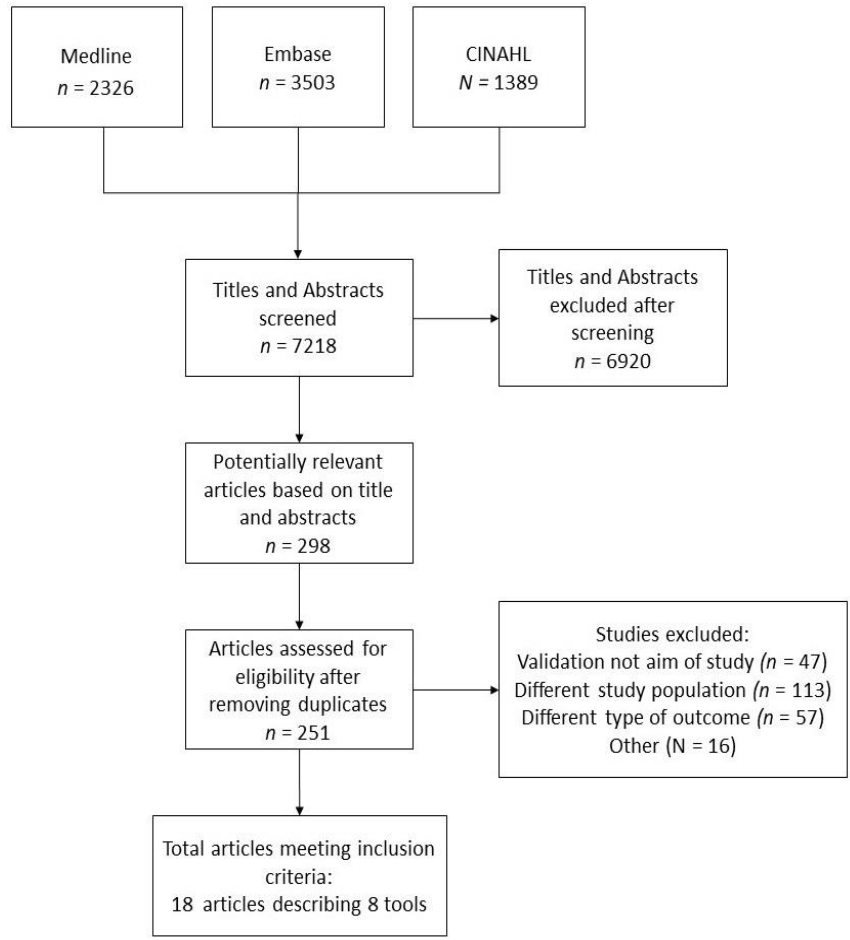 Medline
n = 2326
Embase
n = 3503
CINAHL
N = 1389
Titles and Abstracts
screened
n = 7218
Titles and Abstracts
excluded after
screening
n = 6920
Potentially relevant
articles based on title
and abstracts
n = 298
Articles assessed for
eligibility after
removing duplicates
n = 251
Studies excluded:
Validation not aim of study (n = 47)
Different study population (n = 113)
Different type of outcome (n = 57)
Other (N = 16)
Total articles meeting inclusion
criteria:
18 articles describing 8 tools